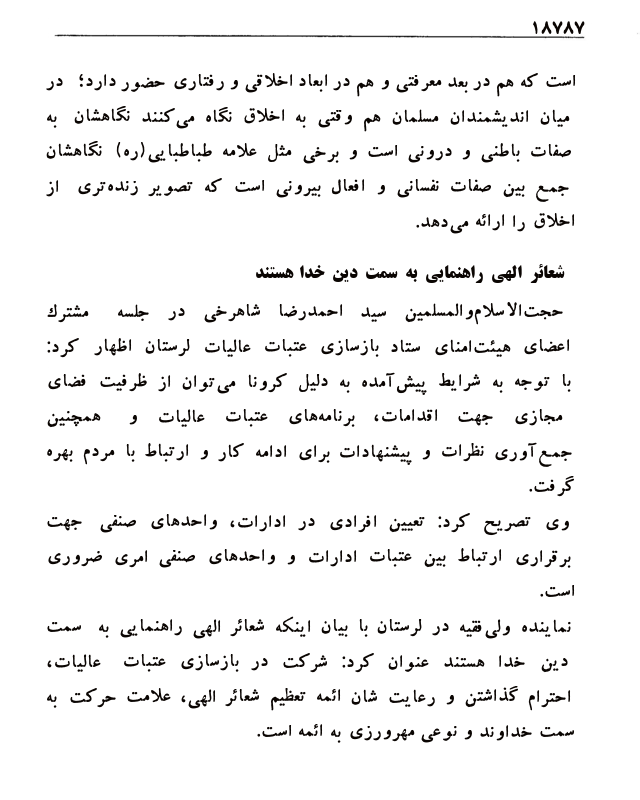 ۱۸۷۸۷
است که هم در بعد معرفتی و هم در ابعاد اخلاقی و رفتاری حضور دارد؛ در
میان اندیشمندان مسلمان هم وقتی به اخلاق نگاه می‌کنند نگاهشان به
صفات باطنی و درونی است و برخی مثل علامه طباطبایی(ره) نگاهشان
جمع بین صفات نفسانی و افعال بیرونی است که تصویر زنده‌تری از
اخلاق را ارائه می‌دهد.
شعائر الهی راهنمایی به سمت دین خدا هستند
حجت‌الاسلام‌والمسلمین سید احمدرضا شاهرخی در جلسه مشترك
اعضای هیئت‌امنای ستاد بازسازی عتبات عالیات لرستان اظهار کرد:
با توجه به شرایط پیش‌آمده به دلیل کرونا می‌توان از ظرفیت فضای
مجازی جهت اقدامات، برنامه‌های عتبات عالیات و همچنین
جمع‌آوری نظرات و پیشنهادات برای ادامه کار و ارتباط با مردم بهره
گرفت.
وی تصریح کرد: تعیین افرادی در ادارات، واحدهای صنفی جهت
برقراری ارتباط بین عتبات ادارات و واحدهای صنفی امری ضروری
است.
نماینده ولی‌فقیه در لرستان با بیان اینکه شعائر الهی راهنمایی به سمت
دین خدا هستند عنوان کرد: شرکت در بازسازی عتبات عالیات،
احترام گذاشتن و رعایت شان ائمه تعظیم شعائر الهی، علامت حرکت به
سمت خداوند و نوعی مهرورزی به ائمه است.